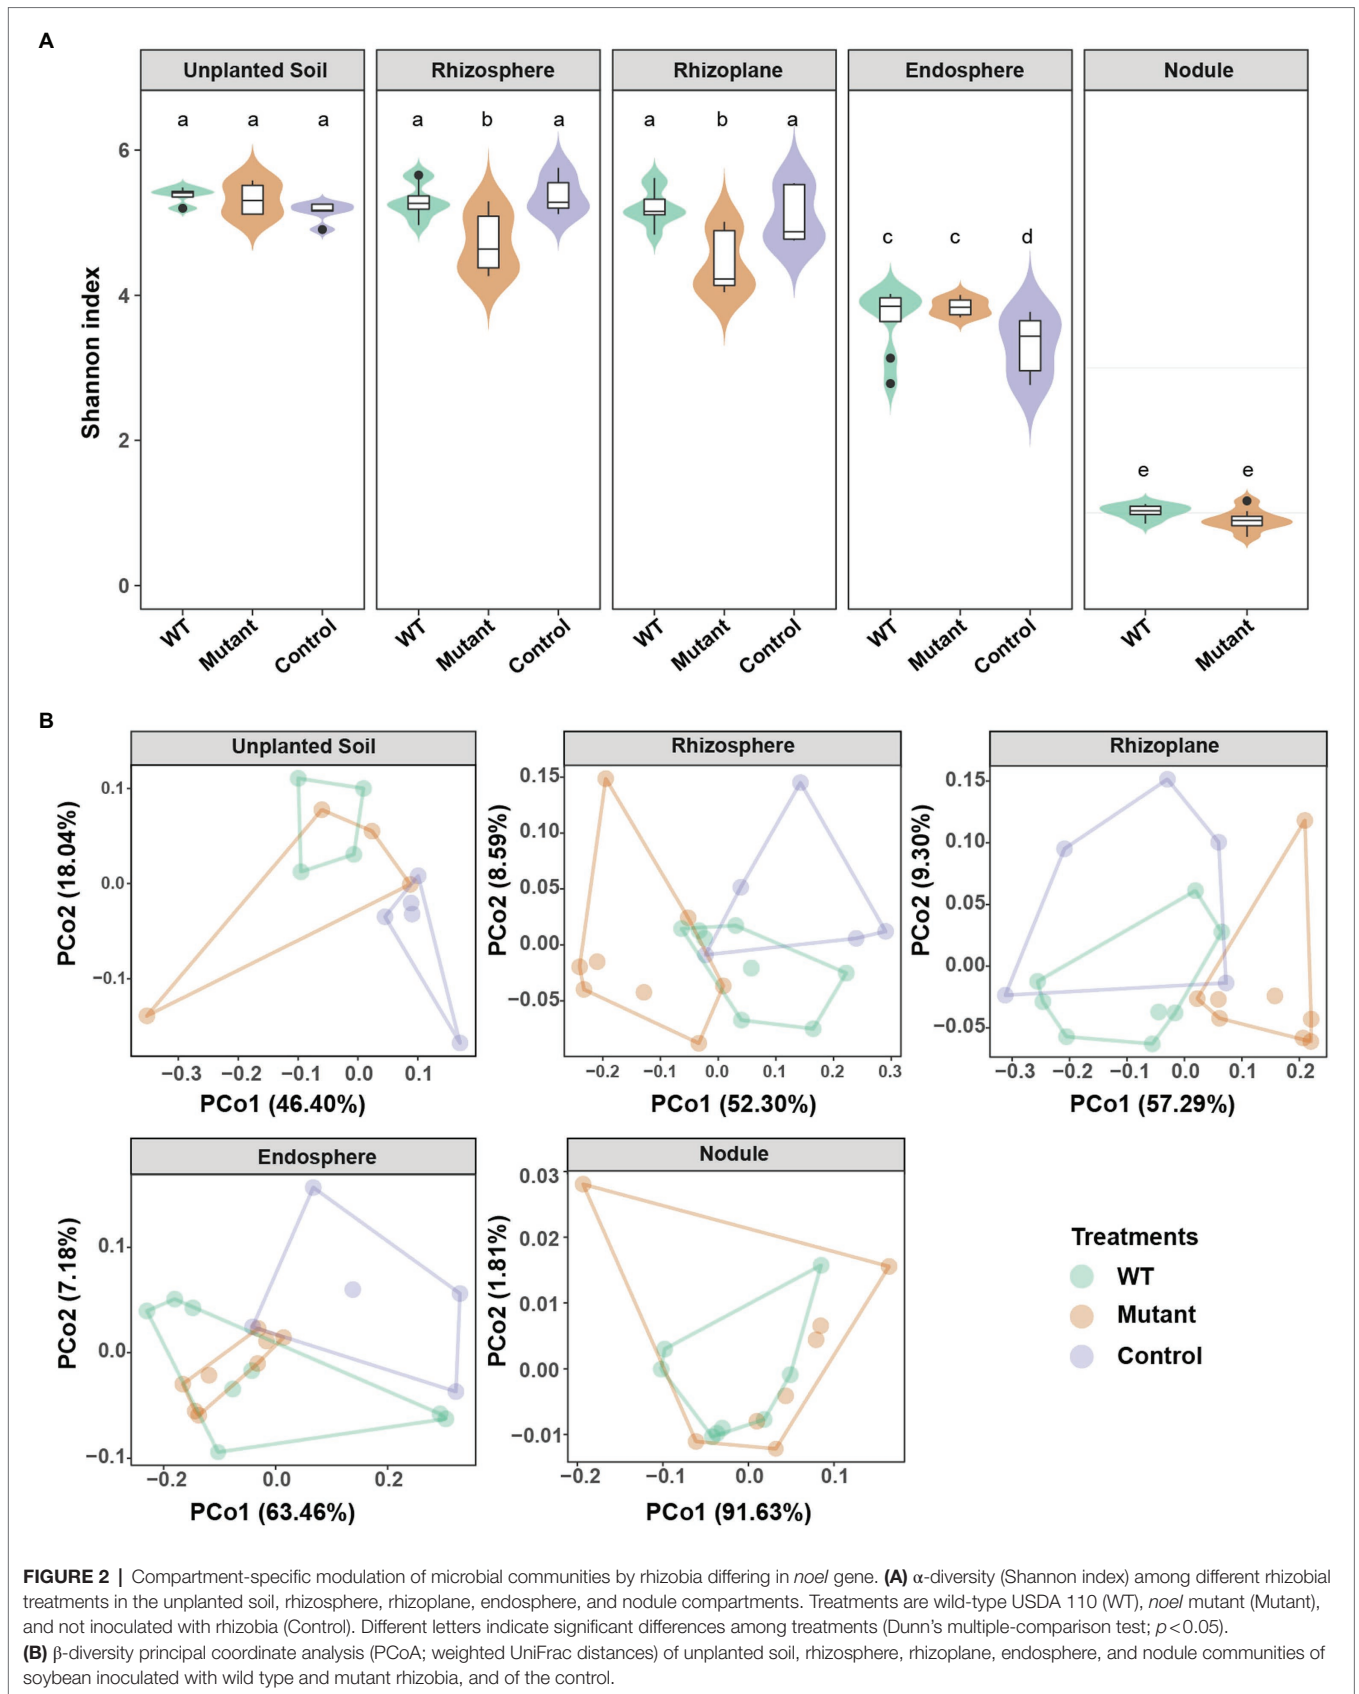 A
Unplanted Soil Rhizosphere Rhizoplane Endosphere Nodule
a a a a b a a b a c c d e e
6
4
2
0
Shannon index
WT Mutant Control WT Mutant Control WT Mutant Control WT Mutant Control WT Mutant
B
Unplanted Soil Rhizosphere Rhizoplane
PCo2 (18.04%)
0.1
0.0
−0.1
−0.3 −0.2 −0.1 0.0 0.1
PCo1 (46.40%)
PCo2 (8.59%)
0.15
0.10
0.05
0.00
−0.05
−0.2 −0.1 0.0 0.1 0.2 0.3
PCo1 (52.30%)
PCo2 (9.30%)
0.15
0.10
0.05
0.00
−0.05
−0.3 −0.2 −0.1 0.0 0.1 0.2
PCo1 (57.29%)
Endosphere Nodule
PCo2 (7.18%)
0.1
0.0
−0.1
−0.2 0.0 0.2
PCo1 (63.46%)
PCo2 (1.81%)
0.03
0.02
0.01
0.00
−0.01
−0.2 −0.1 0.0 0.1
PCo1 (91.63%)
Treatments
WT
Mutant
Control
FIGURE 2 | Compartment-specific modulation of microbial communities by rhizobia differing in noel gene. (A) α-diversity (Shannon index) among different rhizobial
treatments in the unplanted soil, rhizosphere, rhizoplane, endosphere, and nodule compartments. Treatments are wild-type USDA 110 (WT), noel mutant (Mutant),
and not inoculated with rhizobia (Control). Different letters indicate significant differences among treatments (Dunn's multiple-comparison test; p<0.05).
(B) β-diversity principal coordinate analysis (PCoA; weighted UniFrac distances) of unplanted soil, rhizosphere, rhizoplane, endosphere, and nodule communities of
soybean inoculated with wild type and mutant rhizobia, and of the control.